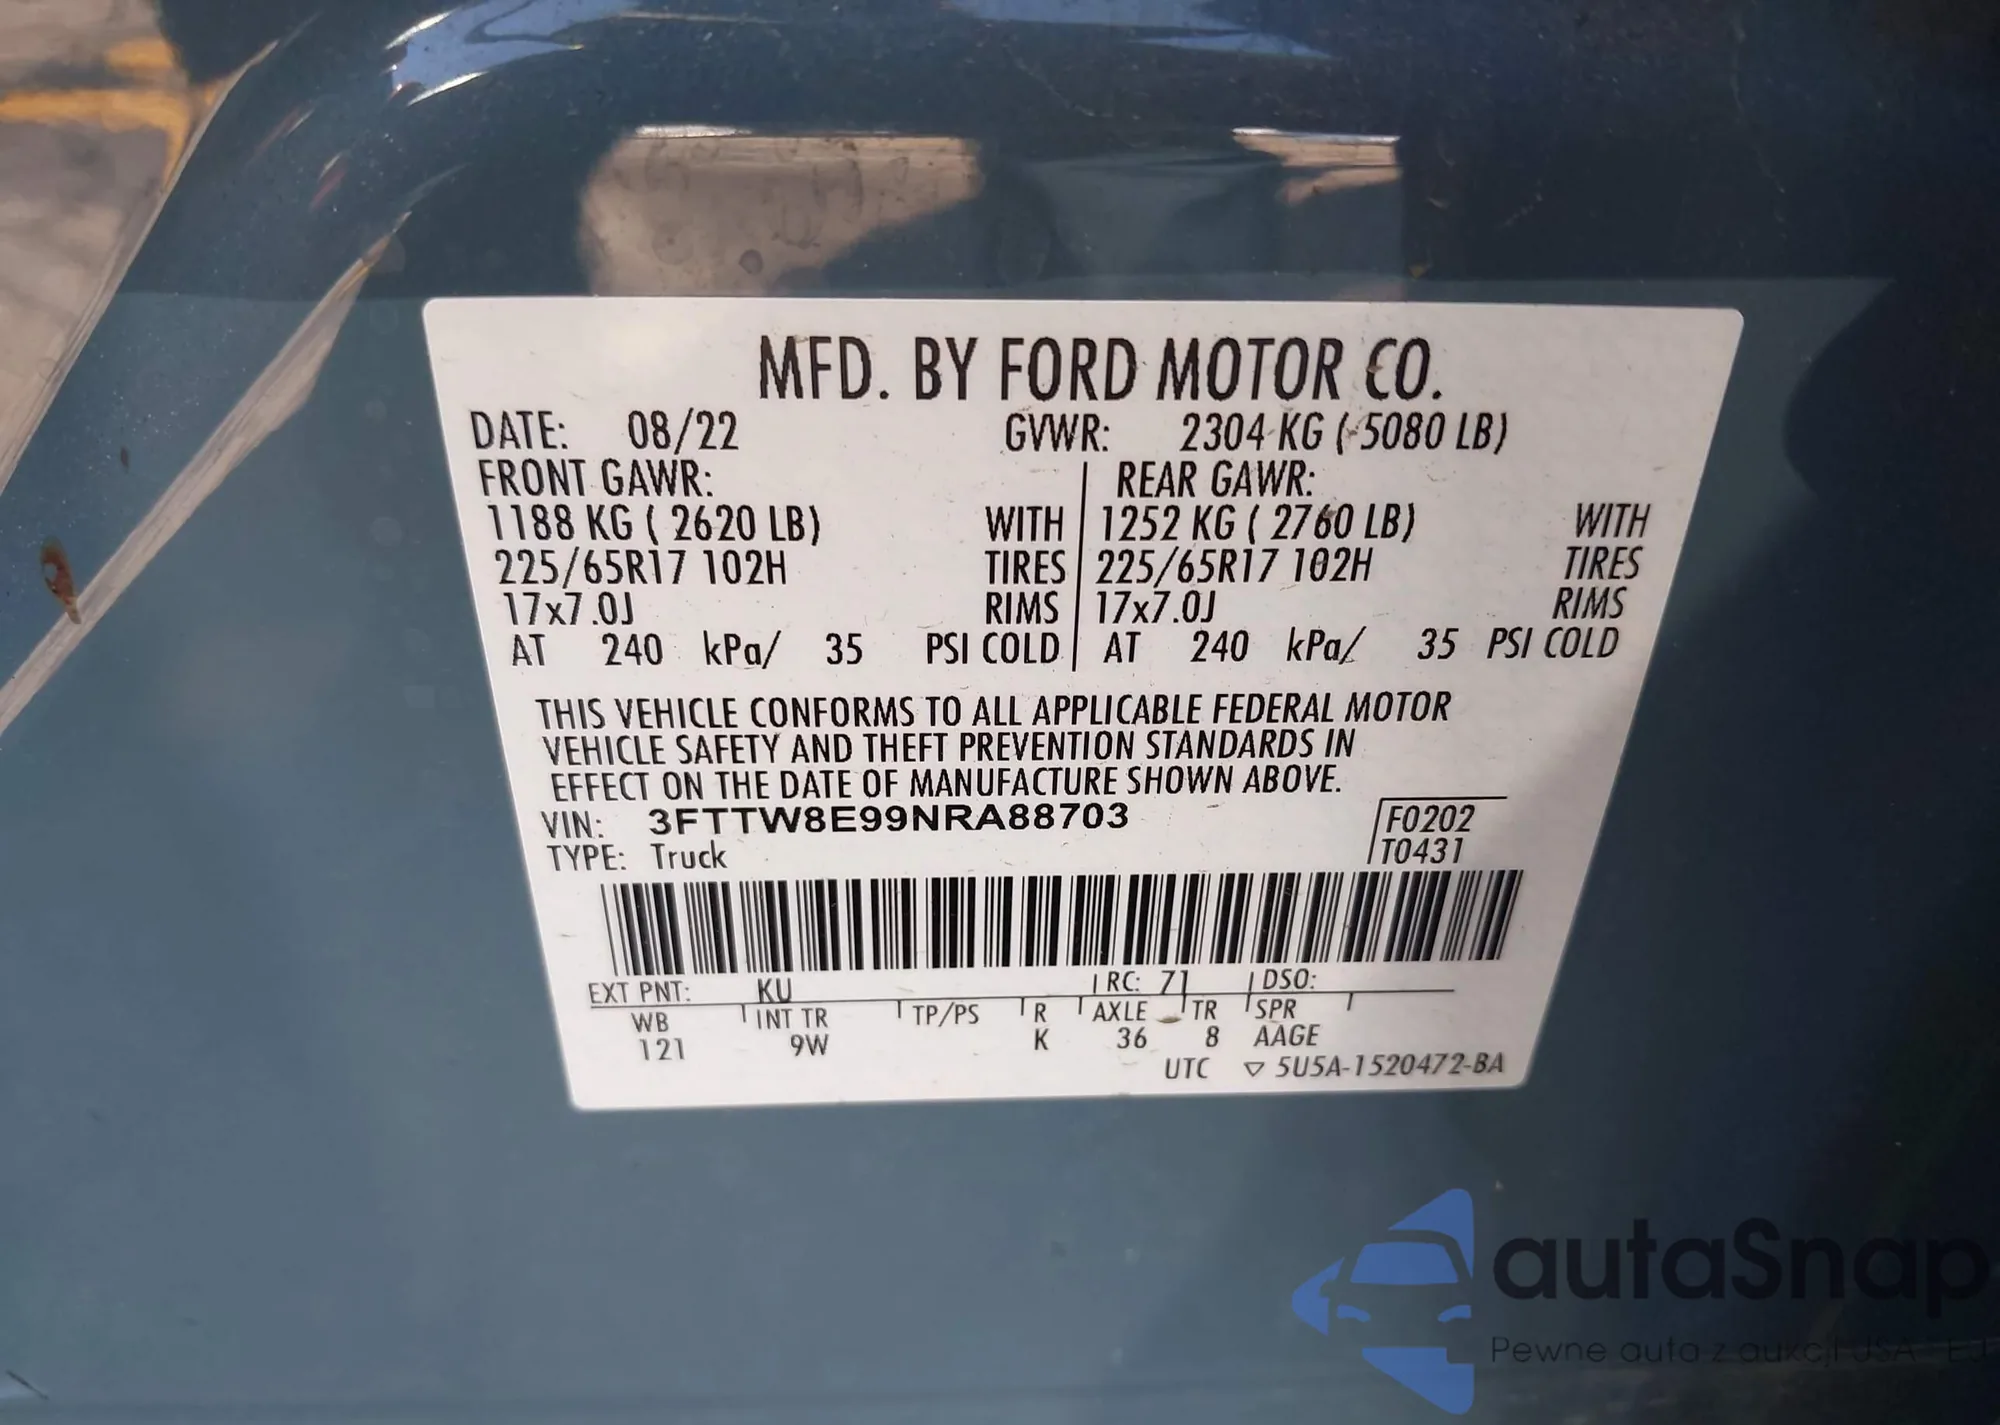 MFD. BY FORD MOTOR CO.
DATE: 08/22 GVWR: 2304 KG ( 5080 LB)
FRONT GAWR: REAR GAWR:
1188 KG ( 2620 LB) WITH 1252 KG ( 2760 LB) WITH
225/65R17 102H TIRES 225/65R17 102H TIRES
17x7.0J RIMS 17x7.0J RIMS
AT 240 kPa/ 35 PSI COLD AT 240 kPa/ 35 PSI COLD
THIS VEHICLE CONFORMS TO ALL APPLICABLE FEDERAL MOTOR
VEHICLE SAFETY AND THEFT PREVENTION STANDARDS IN
EFFECT ON THE DATE OF MANUFACTURE SHOWN ABOVE.
VIN: 3FTTW8E99NRA88703 F0202
TYPE: Truck T0431
EXT PNT: KU RC: 71 DSO:
WB INT TR TP/PS R AXLE TR SPR
121 9W K 36 8 AAGE
UTC ▽ 5U5A-1520472-BA
autaSnap
Pewne auta z aukcji USA - Ed